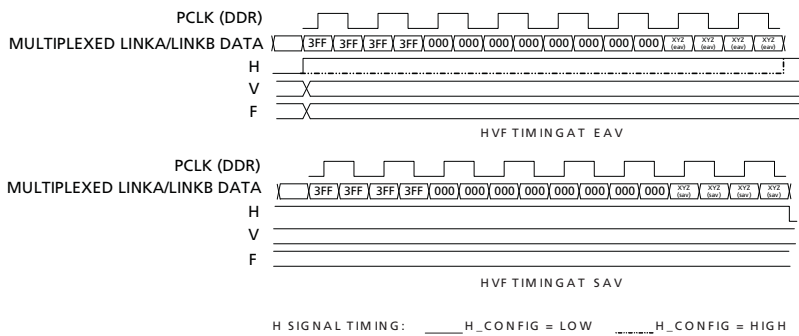 PCLK (DDR)
MULTIPLEXED LINKA/LINKB DATA 3FF 3FF 3FF 3FF 000 000 000 000 000 000 000 000 XYZ (eav) XYZ (eav) XYZ (eav) XYZ (eav)
H
V
F
HVF TIMINGAT EAV
PCLK (DDR)
MULTIPLEXED LINKA/LINKB DATA 3FF 3FF 3FF 3FF 000 000 000 000 000 000 000 000 XYZ (sav) XYZ (sav) XYZ (sav) XYZ (sav)
H
V
F
HVF TIMINGAT SAV
H SIGNAL TIMING: H_CONFIG = LOW H_CONFIG = HIGH